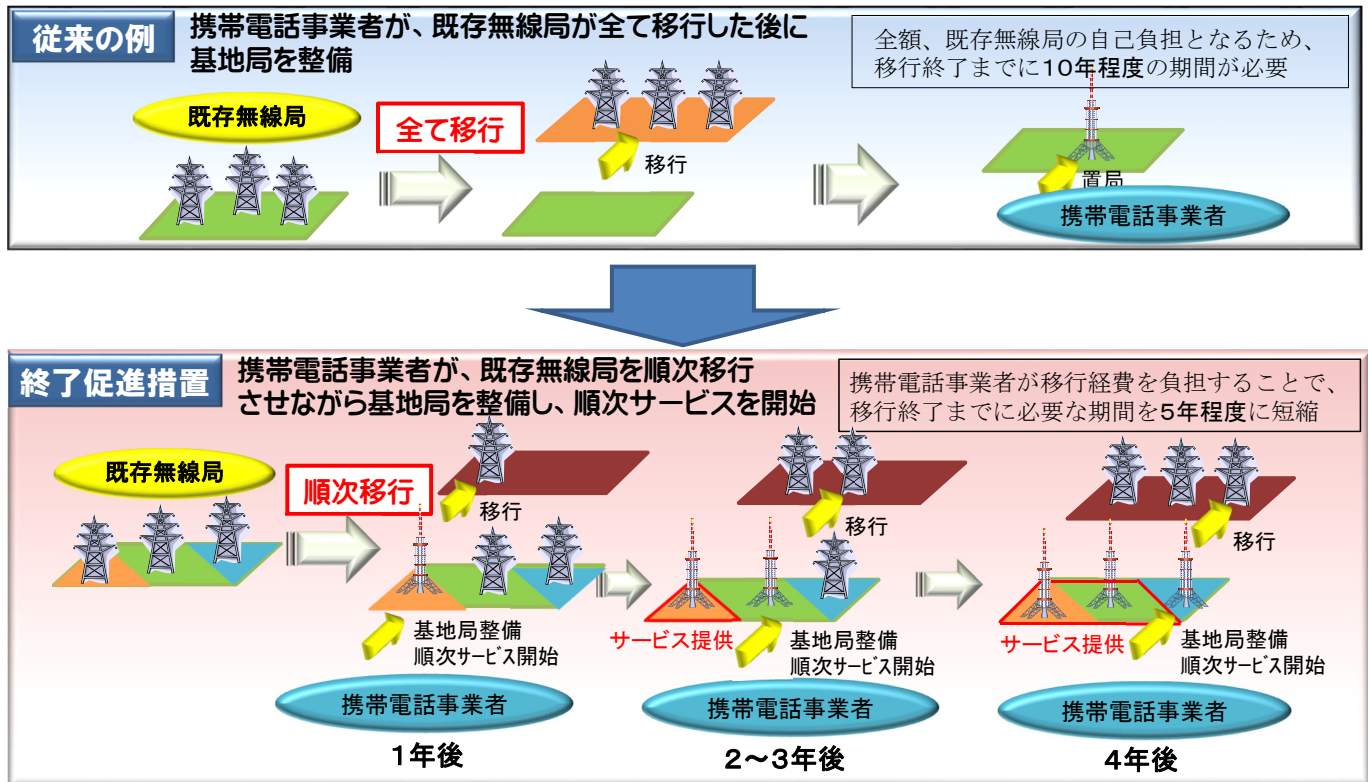 従来の例
携帯電話事業者が、既存無線局が全て移行した後に
基地局を整備
全額、既存無線局の自己負担となるため、
移行終了までに10年程度の期間が必要
既存無線局
全て移行
移行
置局
携帯電話事業者
終了促進措置
携帯電話事業者が、既存無線局を順次移行
させながら基地局を整備し、順次サービスを開始
携帯電話事業者が移行経費を負担することで、
移行終了までに必要な期間を5年程度に短縮
既存無線局
順次移行
移行
基地局整備
順次サービス開始
携帯電話事業者
1年後
移行
サービス提供
基地局整備
順次サービス開始
携帯電話事業者
2～3年後
移行
サービス提供
基地局整備
順次サービス開始
携帯電話事業者
4年後